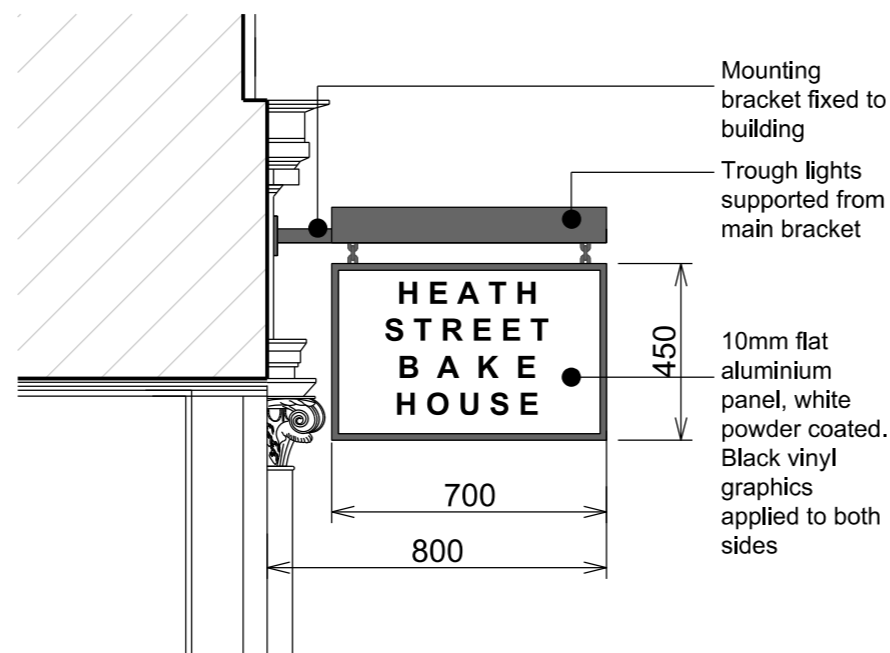 Mounting
bracket fixed to
building
Trough lights
supported from
main bracket
HEATH
STREET
BAKE
HOUSE
450
10mm flat
aluminium
panel, white
powder coated.
Black vinyl
graphics
applied to both
sides
700
800